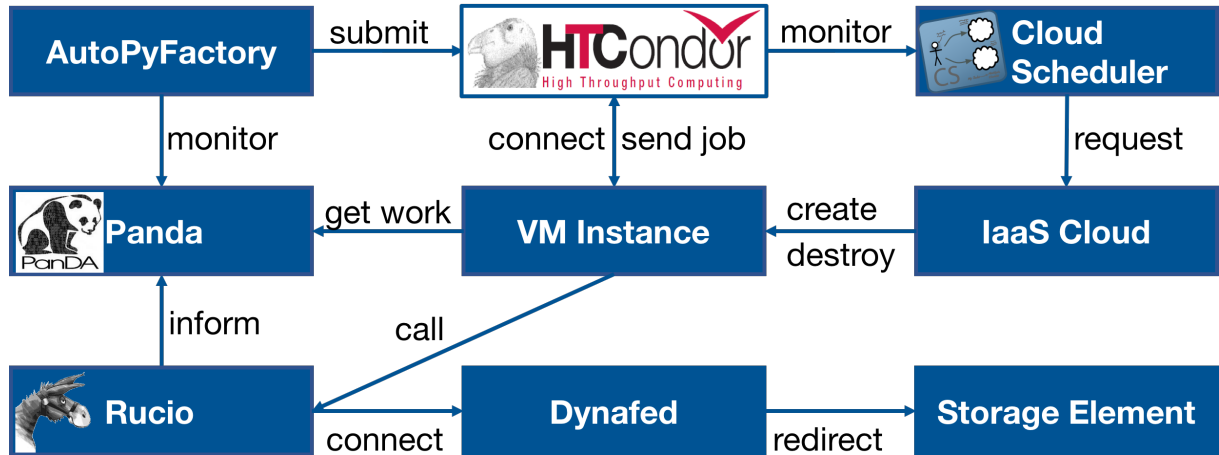 AutoPyFactory
submit
HTCondor
High Throughput Computing
monitor
CS
Cloud
Scheduler
monitor
connect
send job
request
PanDA
Panda
get work
VM Instance
create
destroy
IaaS Cloud
inform
call
Rucio
connect
Dynafed
redirect
Storage Element